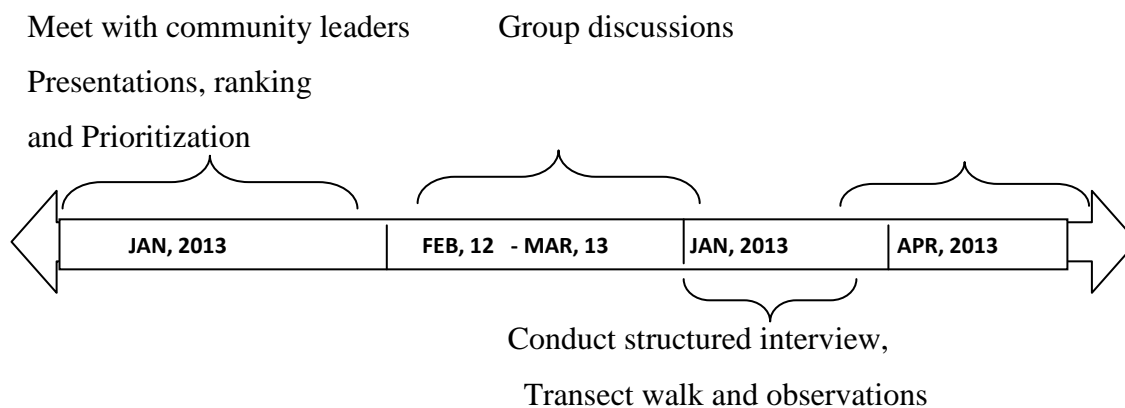 Meet with community leaders Group discussions
Presentations, ranking
and Prioritization
JAN, 2013 FEB, 12 - MAR, 13 JAN, 2013 APR, 2013
Conduct structured interview,
Transect walk and observations